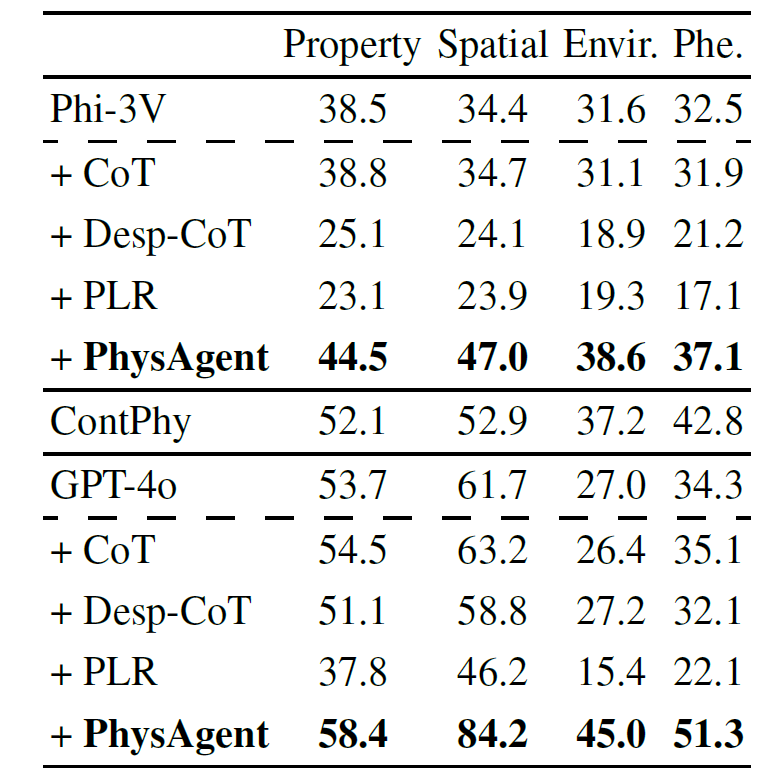 Property Spatial Envir. Phe.
Phi-3V 38.5 34.4 31.6 32.5
+ CoT 38.8 34.7 31.1 31.9
+ Desp-CoT 25.1 24.1 18.9 21.2
+ PLR 23.1 23.9 19.3 17.1
+ PhysAgent 44.5 47.0 38.6 37.1
ContPhy 52.1 52.9 37.2 42.8
GPT-4o 53.7 61.7 27.0 34.3
+ CoT 54.5 63.2 26.4 35.1
+ Desp-CoT 51.1 58.8 27.2 32.1
+ PLR 37.8 46.2 15.4 22.1
+ PhysAgent 58.4 84.2 45.0 51.3